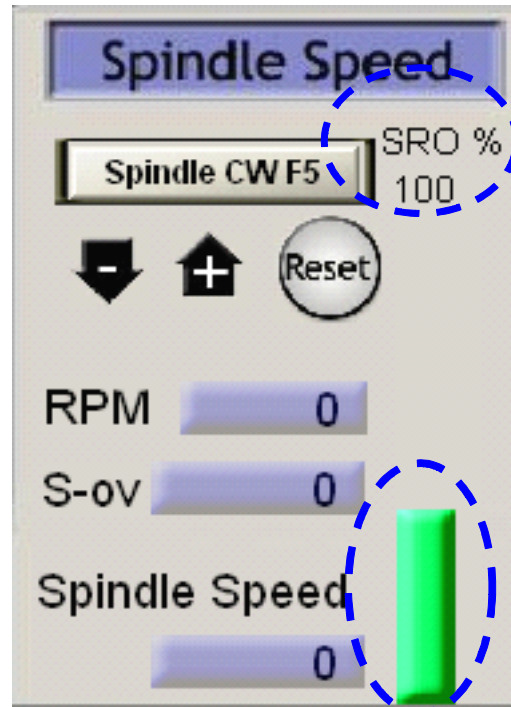 Spindle Speed
SRO %
Spindle CW F5
100
- + Reset
RPM 0
S-ov 0
Spindle Speed
0